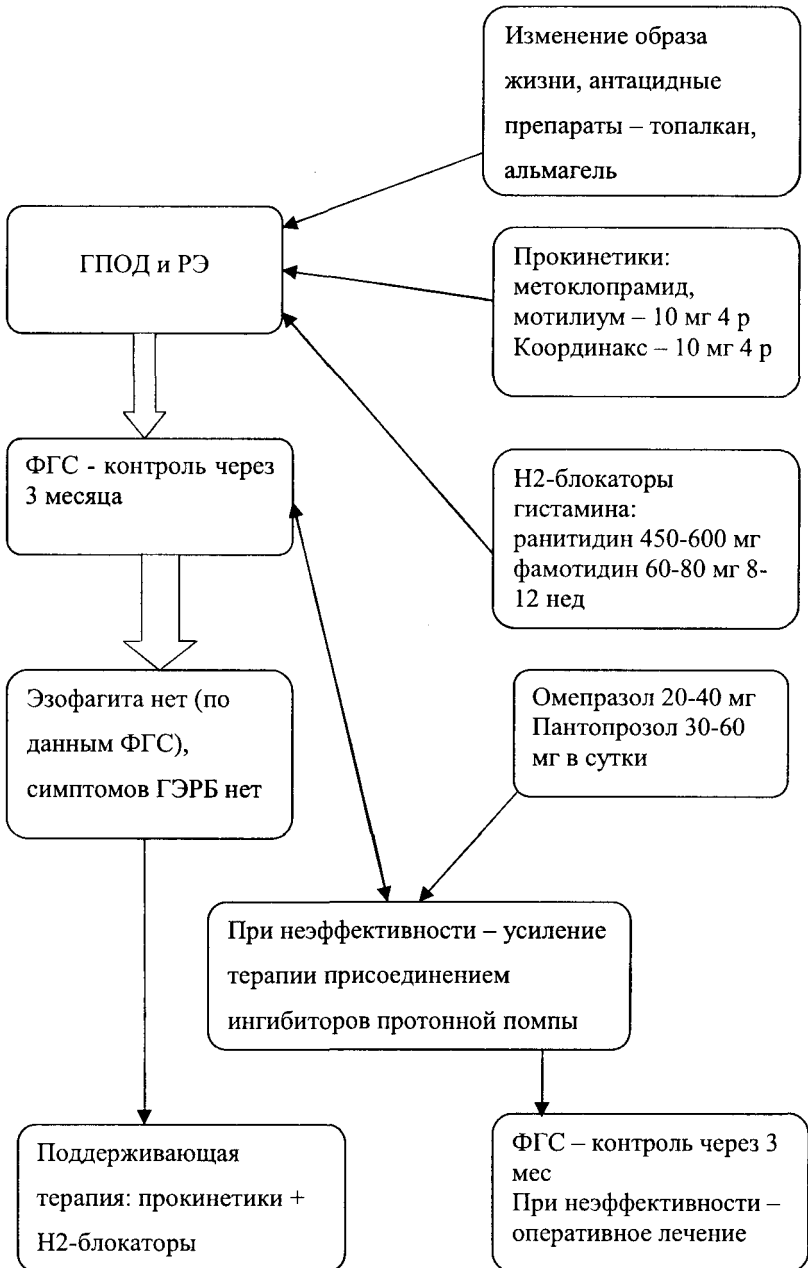 Изменение образа
жизни, антацидные
препараты – топалкан,
альмагель
ГПОД и РЭ
Прокинетики:
метоклопрамид,
мотилиум – 10 мг 4 р
Координакс – 10 мг 4 р
ФГС - контроль через
3 месяца
Н2-блокаторы
гистамина:
ранитидин 450-600 мг
фамотидин 60-80 мг 8-
12 нед
Эзофагита нет (по
данным ФГС),
симптомов ГЭРБ нет
Омепразол 20-40 мг
Пантопрозол 30-60
мг в сутки
При неэффективности – усиление
терапии присоединением
ингибиторов протонной помпы
Поддерживающая
терапия: прокинетики +
Н2-блокаторы
ФГС – контроль через 3
мес
При неэффективности –
оперативное лечение